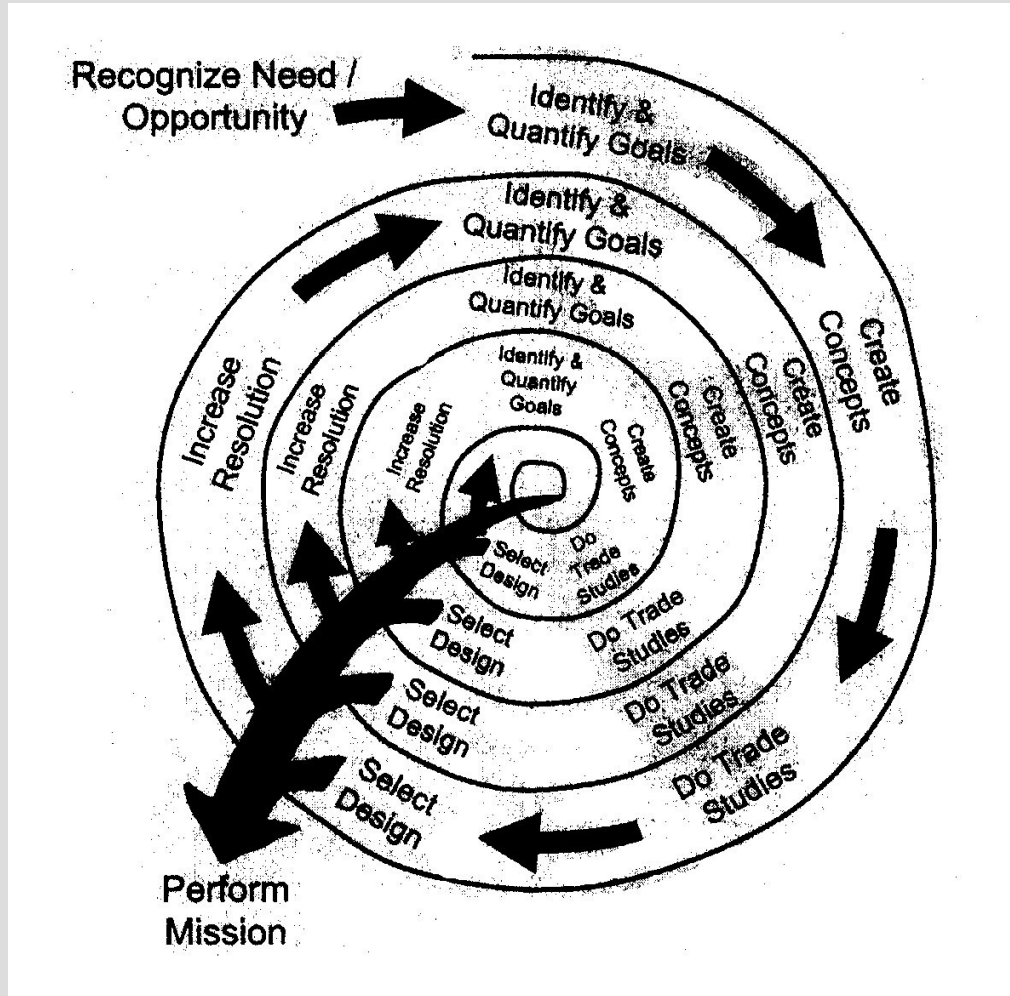 Recognize Need /
Opportunity
Identify &
Quantify Goals
Create
Concepts
Do Trade
Studies
Select
Design
Increase
Resolution
Identify &
Quantify Goals
Create
Concepts
Do Trade
Studies
Select
Design
Increase
Resolution
Identify &
Quantify Goals
Create
Concepts
Do Trade
Studies
Select
Design
Increase
Resolution
Identify &
Quantify
Goals
Create
Concepts
Do
Trade
Studies
Select
Design
Perform
Mission